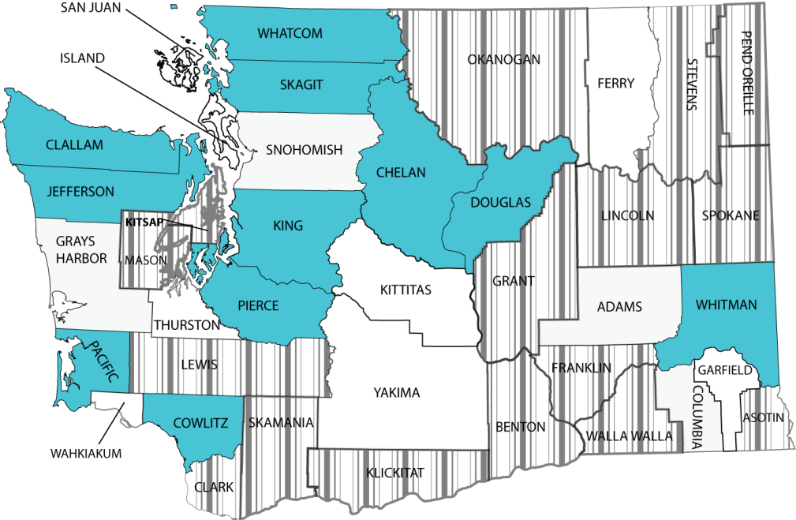 SAN JUAN
WHATCOM
ISLAND
OKANOGAN
PEND OREILLE
STEVENS
FERRY
SKAGIT
SNOHOMISH
CLALLAM
CHELAN
JEFFERSON
DOUGLAS
KITSAP
KING
LINCOLN
SPOKANE
GRAYS
HARBOR
MASON
KITTITAS
GRANT
PIERCE
ADAMS
WHITMAN
THURSTON
PACIFIC
LEWIS
FRANKLIN
GARFIELD
YAKIMA
COLUMBIA
COWLITZ
SKAMANIA
BENTON
WALLA WALLA
ASOTIN
WAHKIAKUM
KLICKITAT
CLARK